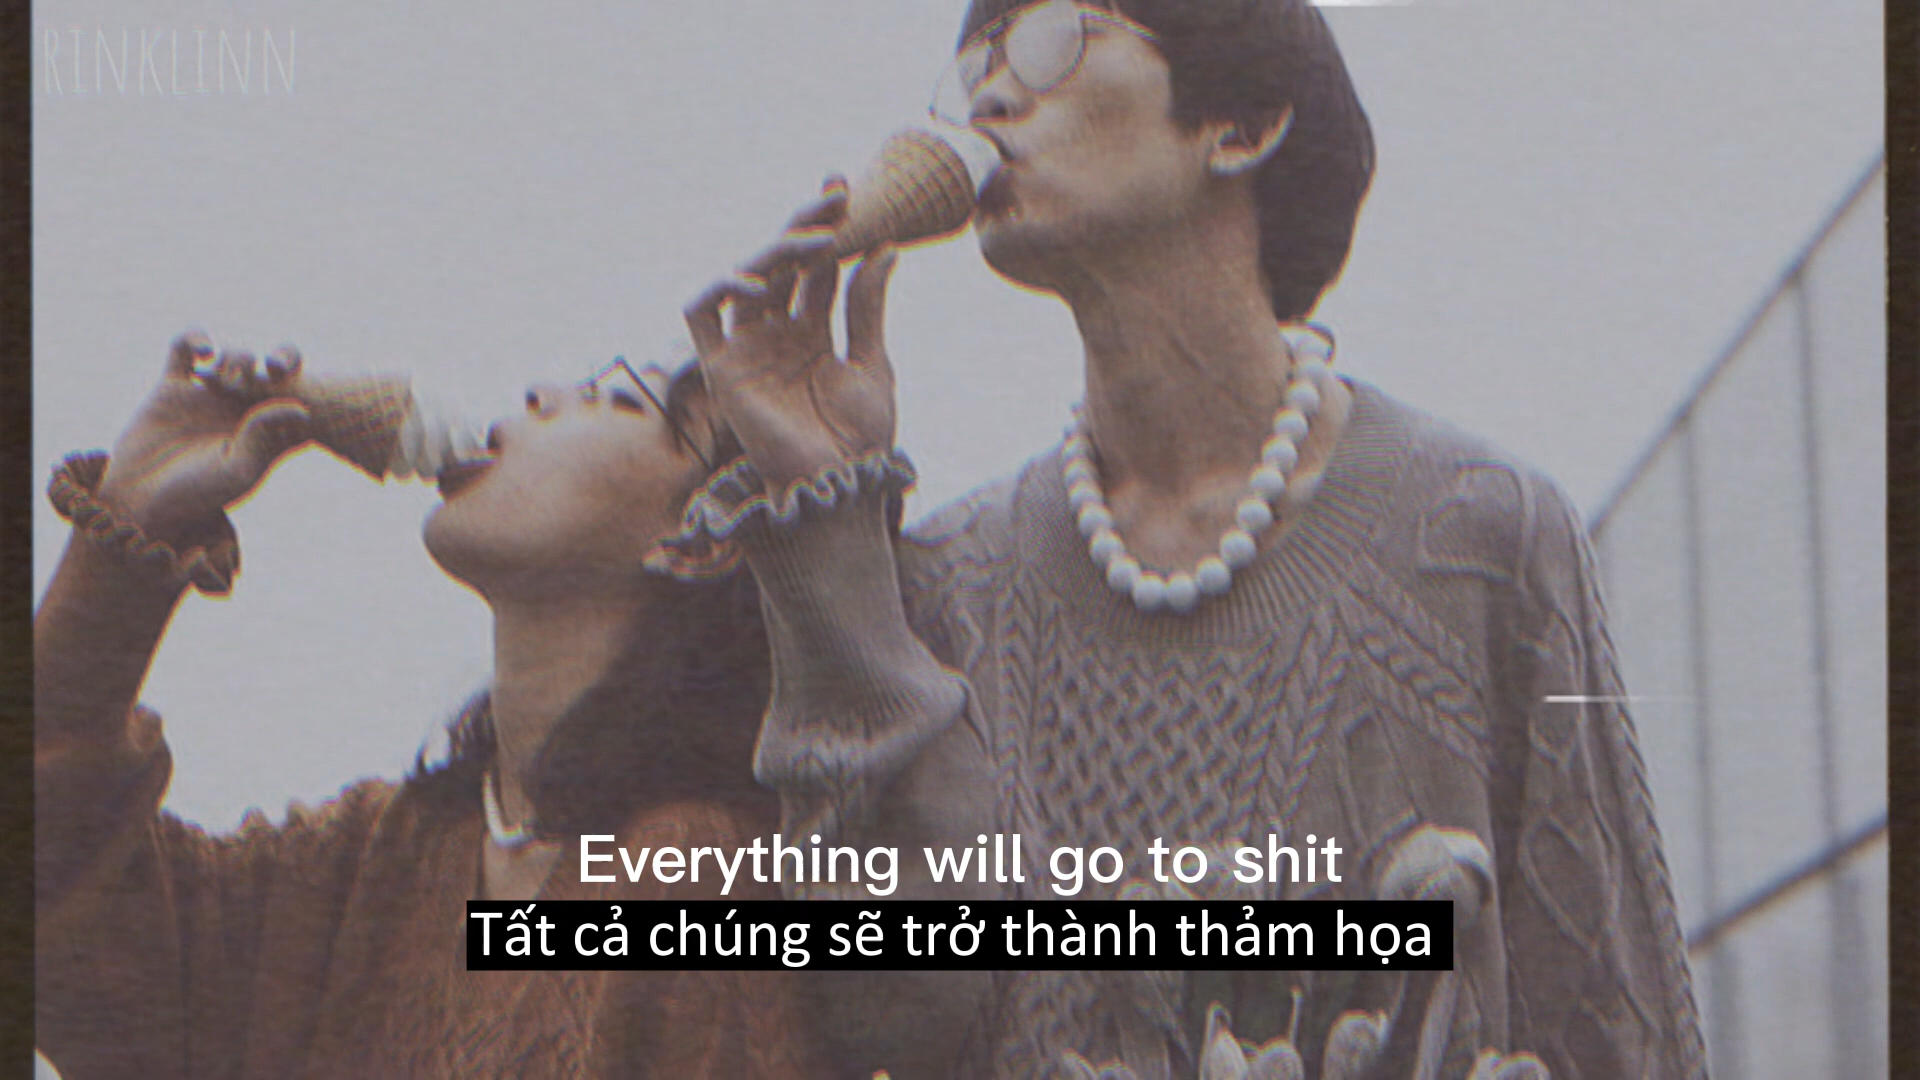 RINKLINN
Everything will go to shit
Tất cả chúng sẽ trở thành thảm họa